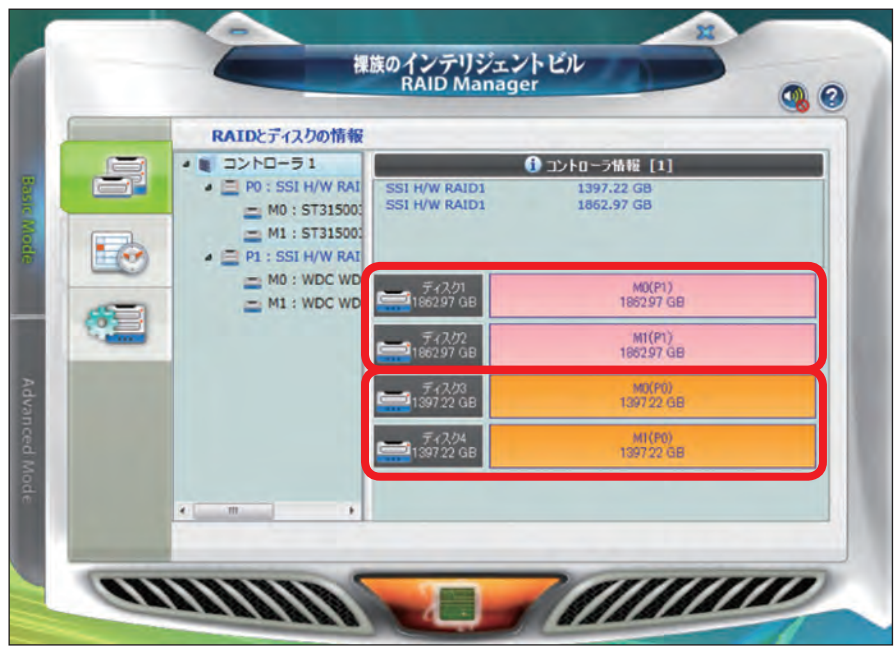 裸族のインテリジェントビル
RAID Manager
RAIDとディスクの情報
Basic Mode
Advanced Mode
コントローラ 1
P0 : SSI H/W RAI
M0 : ST31500
M1 : ST31500
P1 : SSI H/W RAI
M0 : WDC WD
M1 : WDC WD
コントローラ情報 [1]
SSI H/W RAID1 1397.22 GB
SSI H/W RAID1 1862.97 GB
ディスク1 M0(P1)
1862.97 GB 1862.97 GB
ディスク2 M1(P1)
1862.97 GB 1862.97 GB
ディスク3 M0(P0)
1397.22 GB 1397.22 GB
ディスク4 M1(P0)
1397.22 GB 1397.22 GB